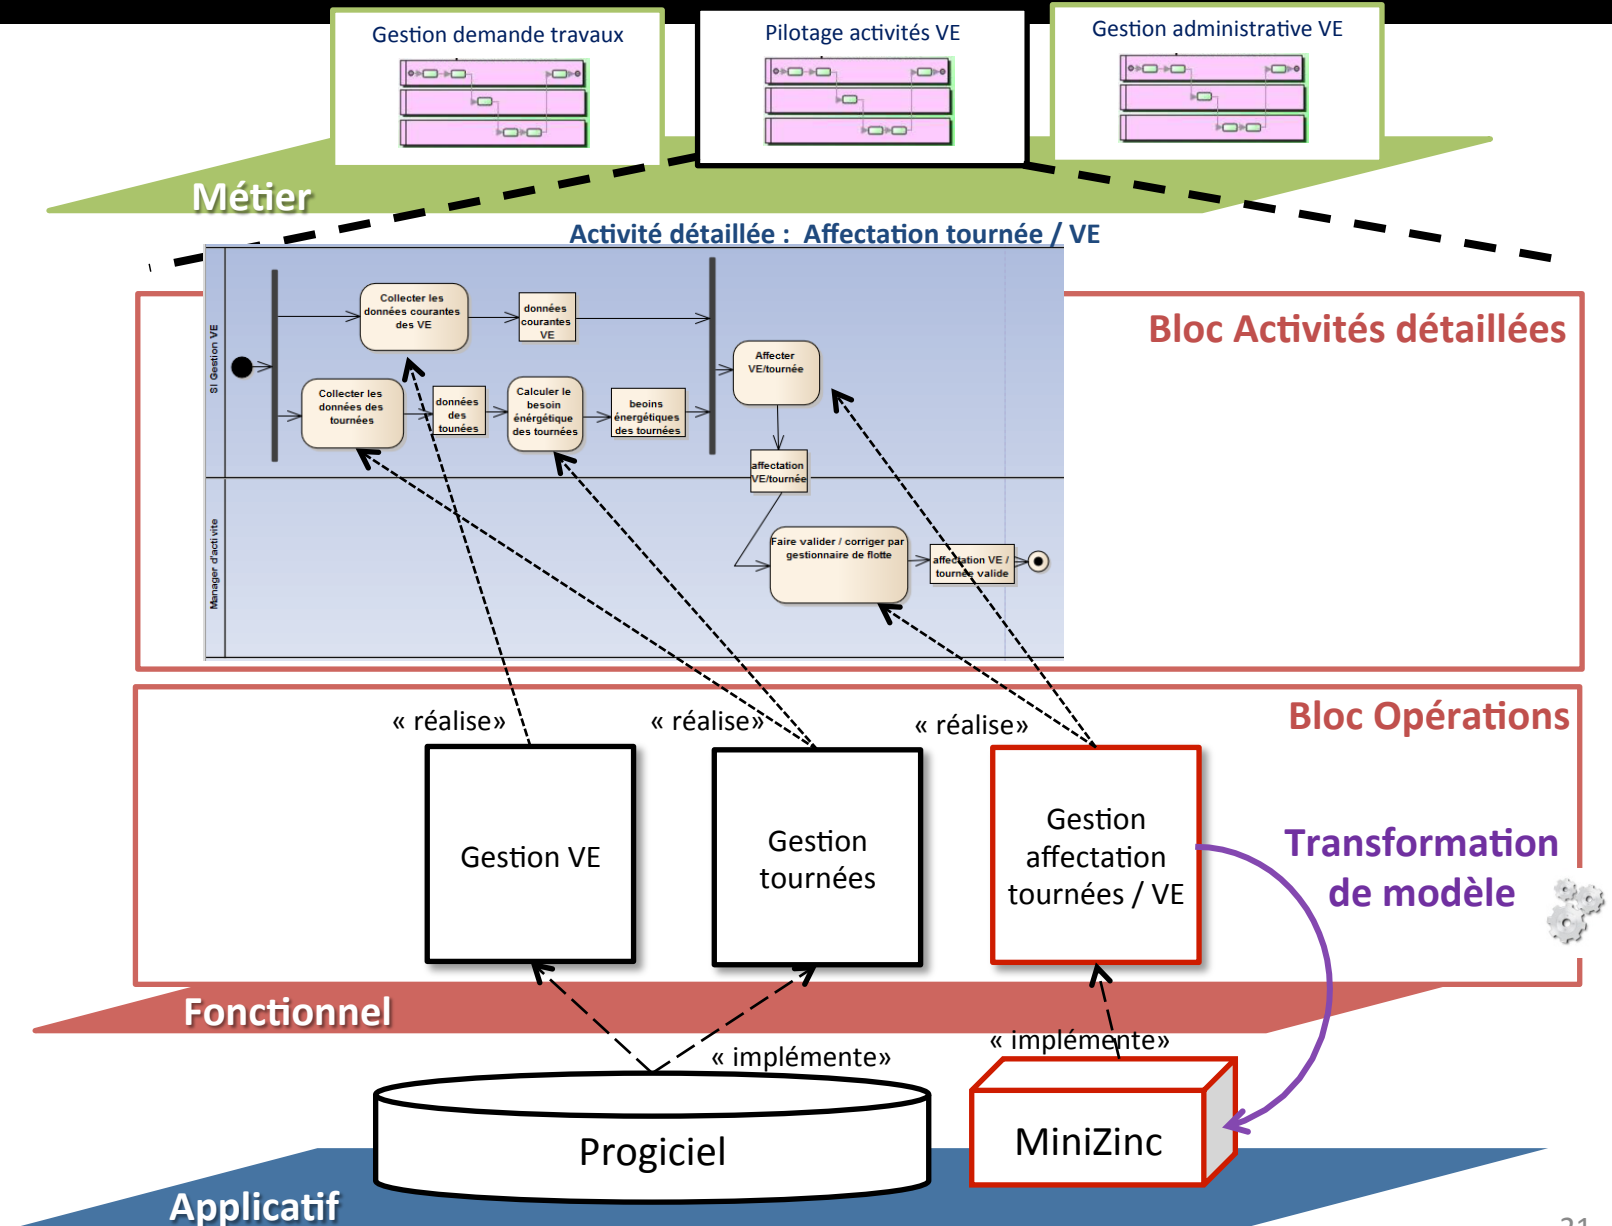 Gestion demande travaux
Pilotage activités VE
Gestion administrative VE
Métier
Activité détaillée : Affectation tournée / VE
Bloc Activités détaillées
SI Gestion VE
Collecter les
données courantes
des VE
données
courantes
VE
Affecter
VE/tournée
Collecter les
données des
tournées
données
des
tounées
Calculer le
besoin
énérgétique
des tournées
beoins
énergétiques
des tournées
affectation
VE/tournée
Manager d'activite
Faire valider / corriger par
gestionnaire de flotte
affectation VE /
tournée valide
Bloc Opérations
« réalise»
« réalise»
« réalise»
Gestion VE
Gestion
tournées
Gestion
affectation
tournées / VE
Transformation
de modèle
Fonctionnel
« implémente»
« implémente»
Progiciel
MiniZinc
Applicatif